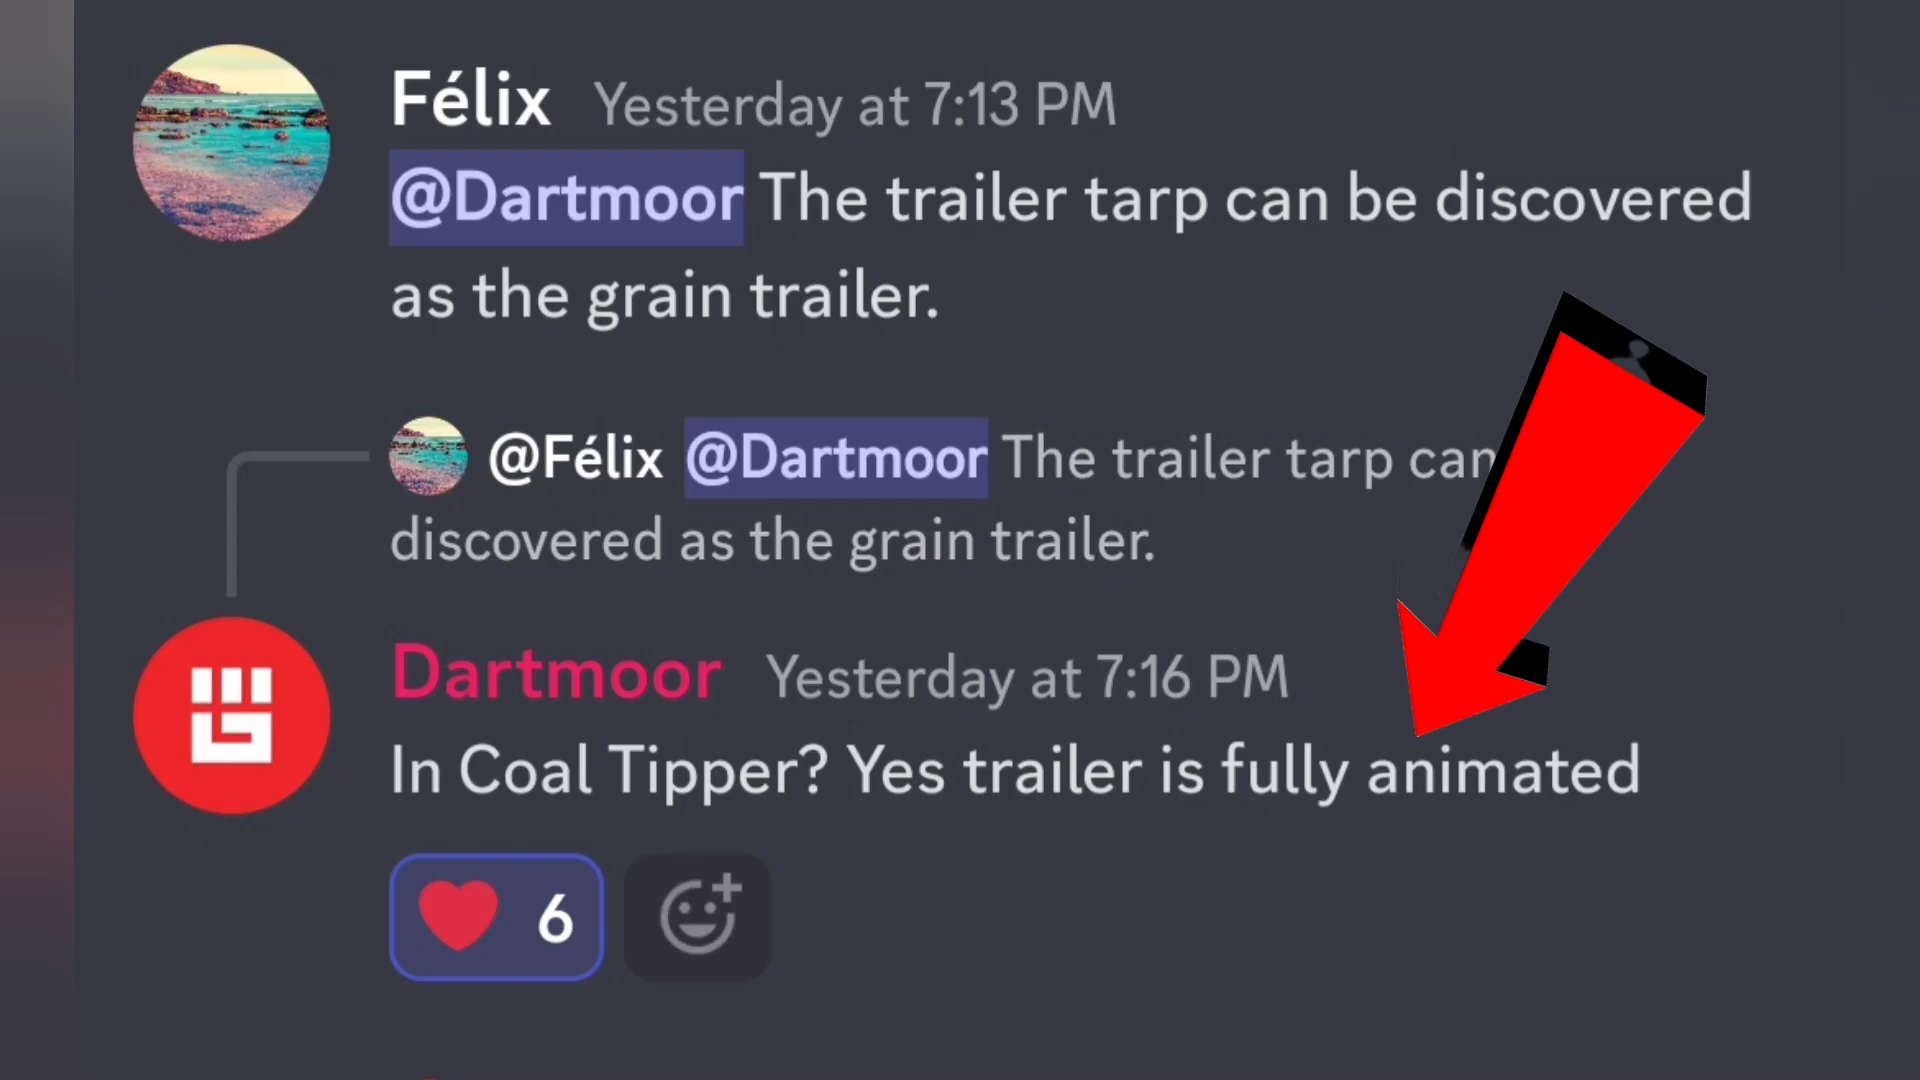 Félix Yesterday at 7:13 PM
@Dartmoor The trailer tarp can be discovered
as the grain trailer.
@Félix @Dartmoor The trailer tarp can
discovered as the grain trailer.
Dartmoor Yesterday at 7:16 PM
In Coal Tipper? Yes trailer is fully animated
6